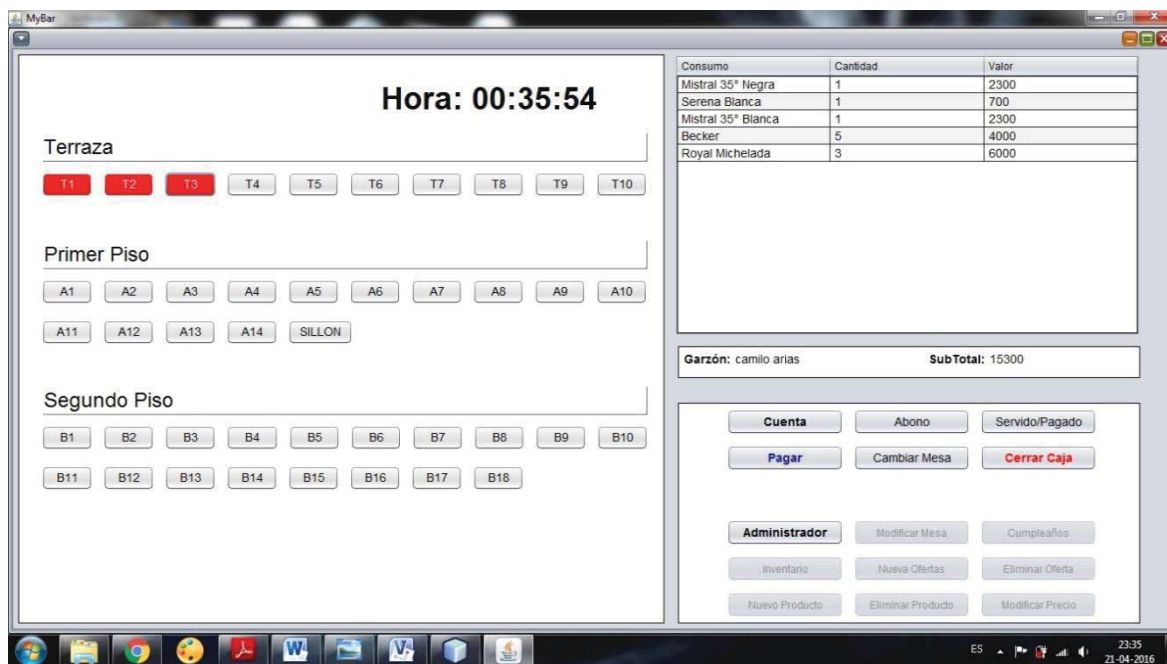 MyBar
Hora: 00:35:54
Terraza
T1 T2 T3 T4 T5 T6 T7 T8 T9 T10
Primer Piso
A1 A2 A3 A4 A5 A6 A7 A8 A9 A10
A11 A12 A13 A14 SILLON
Segundo Piso
B1 B2 B3 B4 B5 B6 B7 B8 B9 B10
B11 B12 B13 B14 B15 B16 B17 B18
Consumo Cantidad Valor
Mistral 35° Negra 1 2300
Serena Blanca 1 700
Mistral 35° Blanca 1 2300
Becker 5 4000
Royal Michelada 3 6000
Garzón: camilo arias SubTotal: 15300
Cuenta Abono Servido/Pagado
Pagar Cambiar Mesa Cerrar Caja
Administrador Modificar Mesa Cumpleaños
Inventario Nueva Ofertas Eliminar Oferta
Nuevo Producto Eliminar Producto Modificar Precio
ES 23:35
21-04-2016